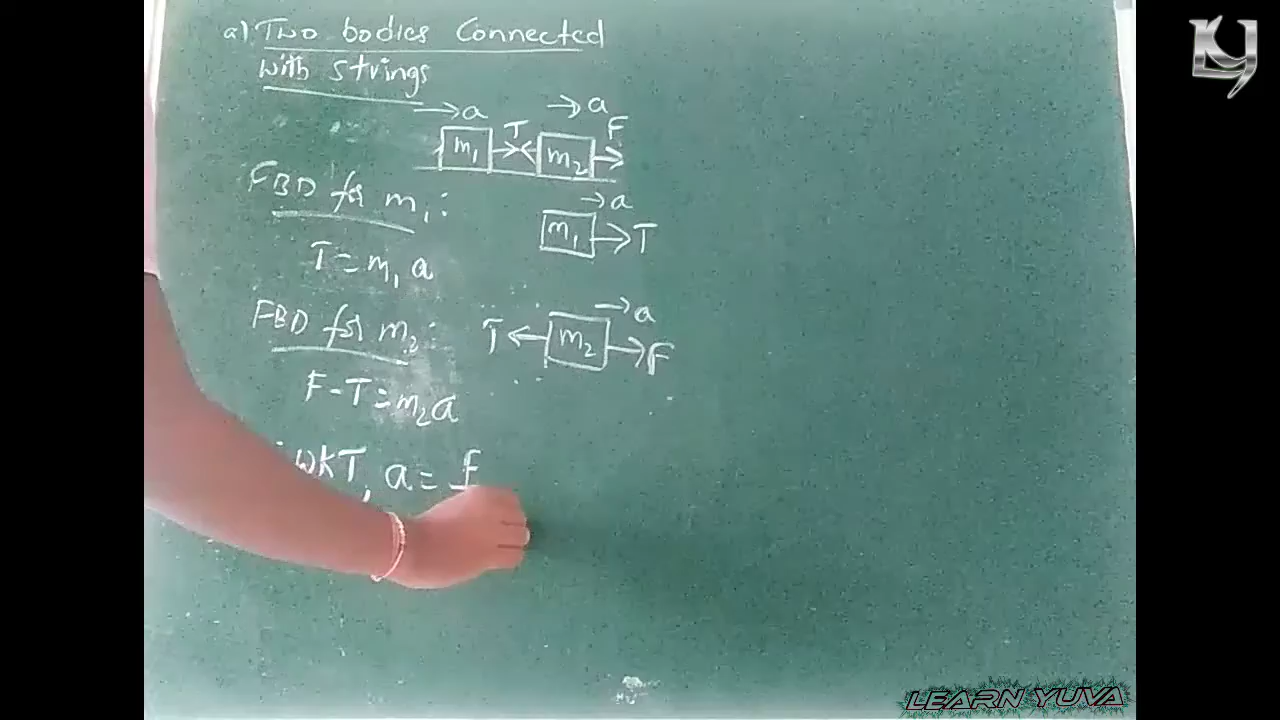 a) Two bodies Connected
with strings
→a →a
m₁ T m₂ F
FBD for m₁:
→a
m₁ T
T = m₁ a
FBD for m₂:
→a
T m₂ F
F - T = m₂a
WKT, a = F
LEARN YUVA